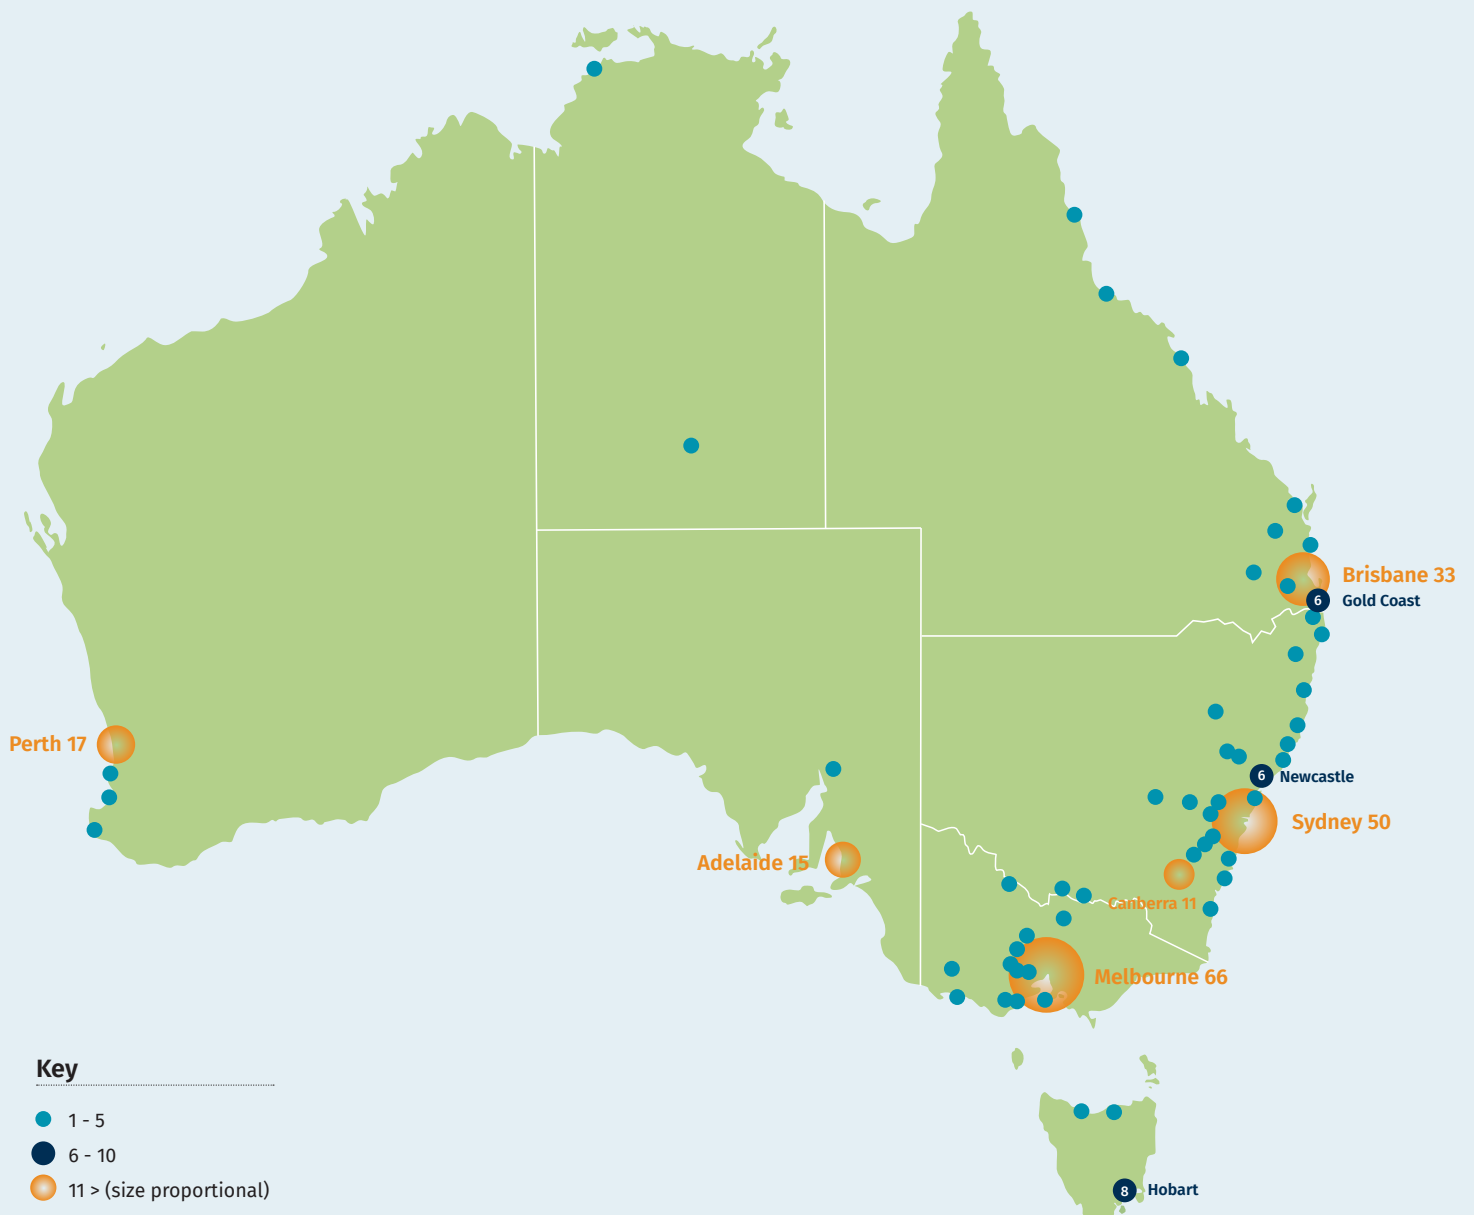 Brisbane 33
6
Gold Coast
Perth 17
6
Newcastle
Sydney 50
Adelaide 15
Canberra 11
Melbourne 66
Key
1 - 5
6 - 10
11 > (size proportional)
8
Hobart